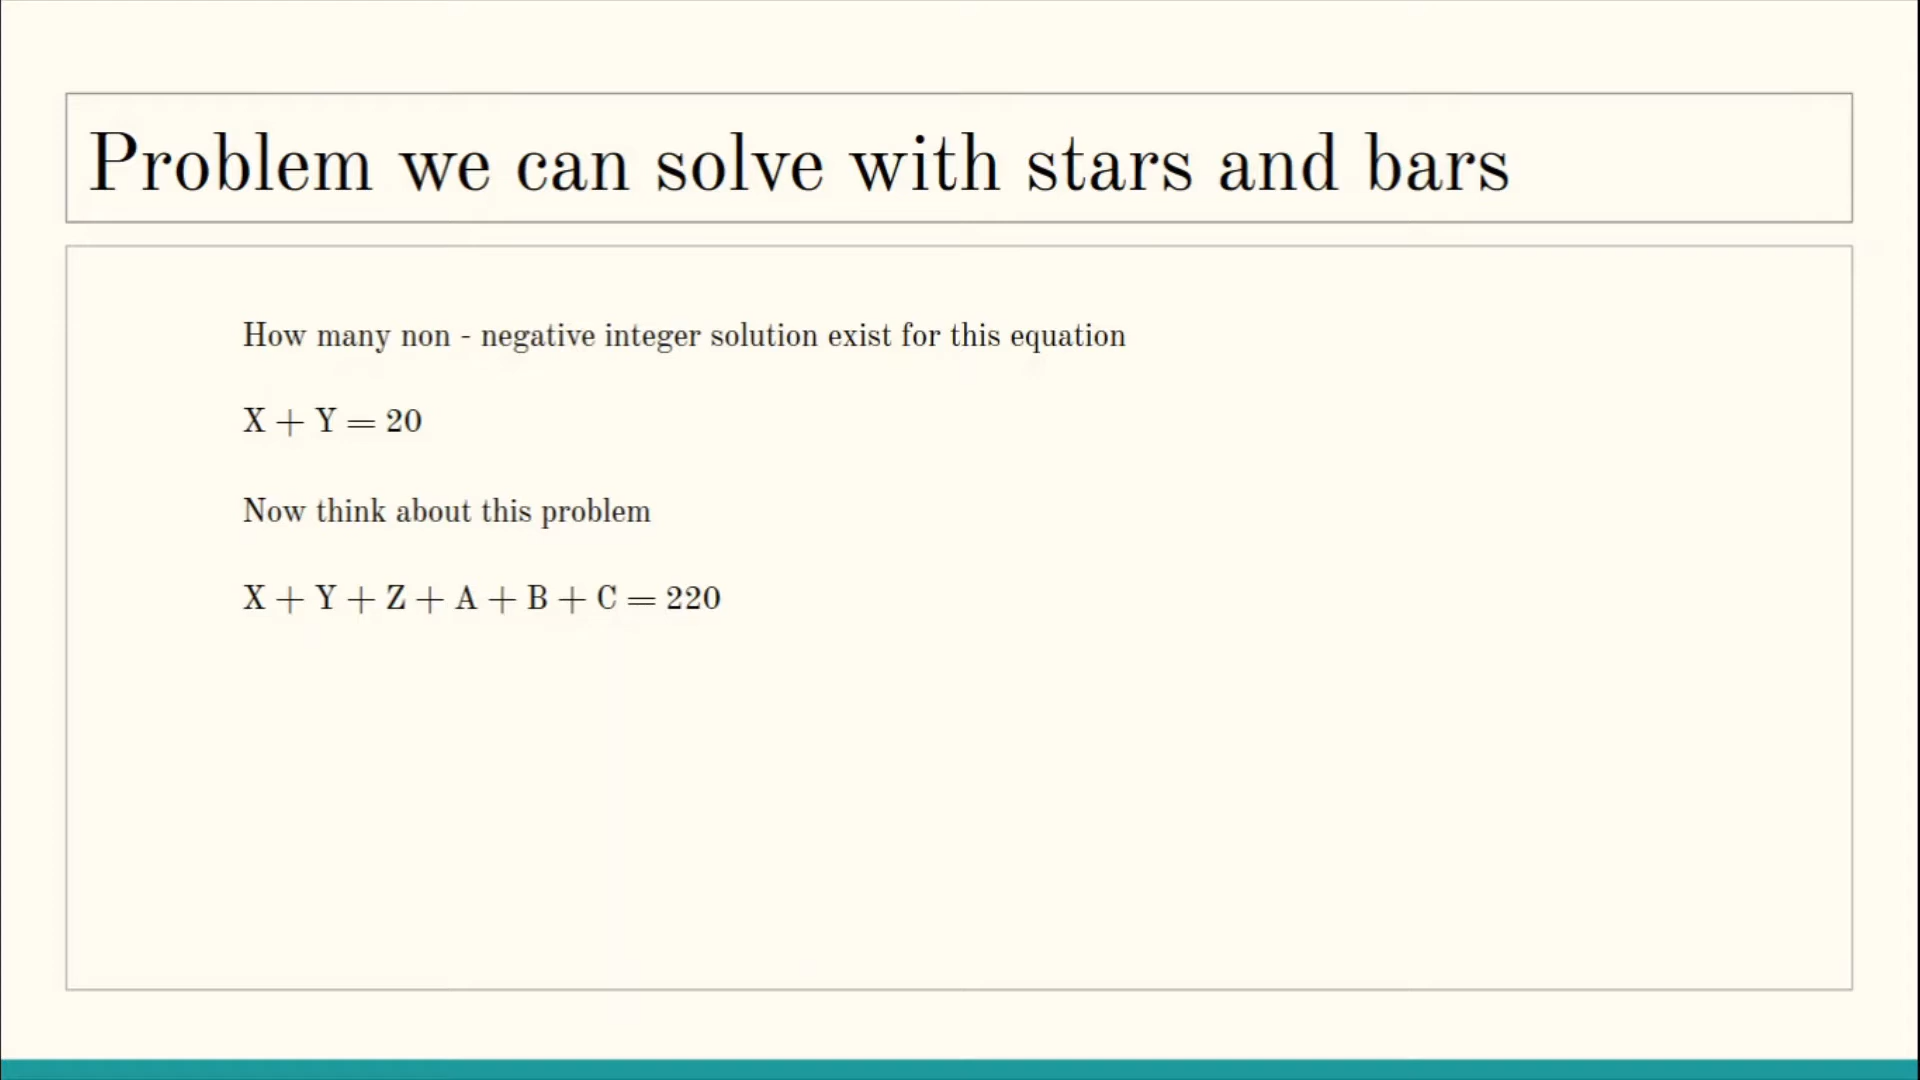 Problem we can solve with stars and bars
How many non - negative integer solution exist for this equation
X + Y = 20
Now think about this problem
X + Y + Z + A + B + C = 220